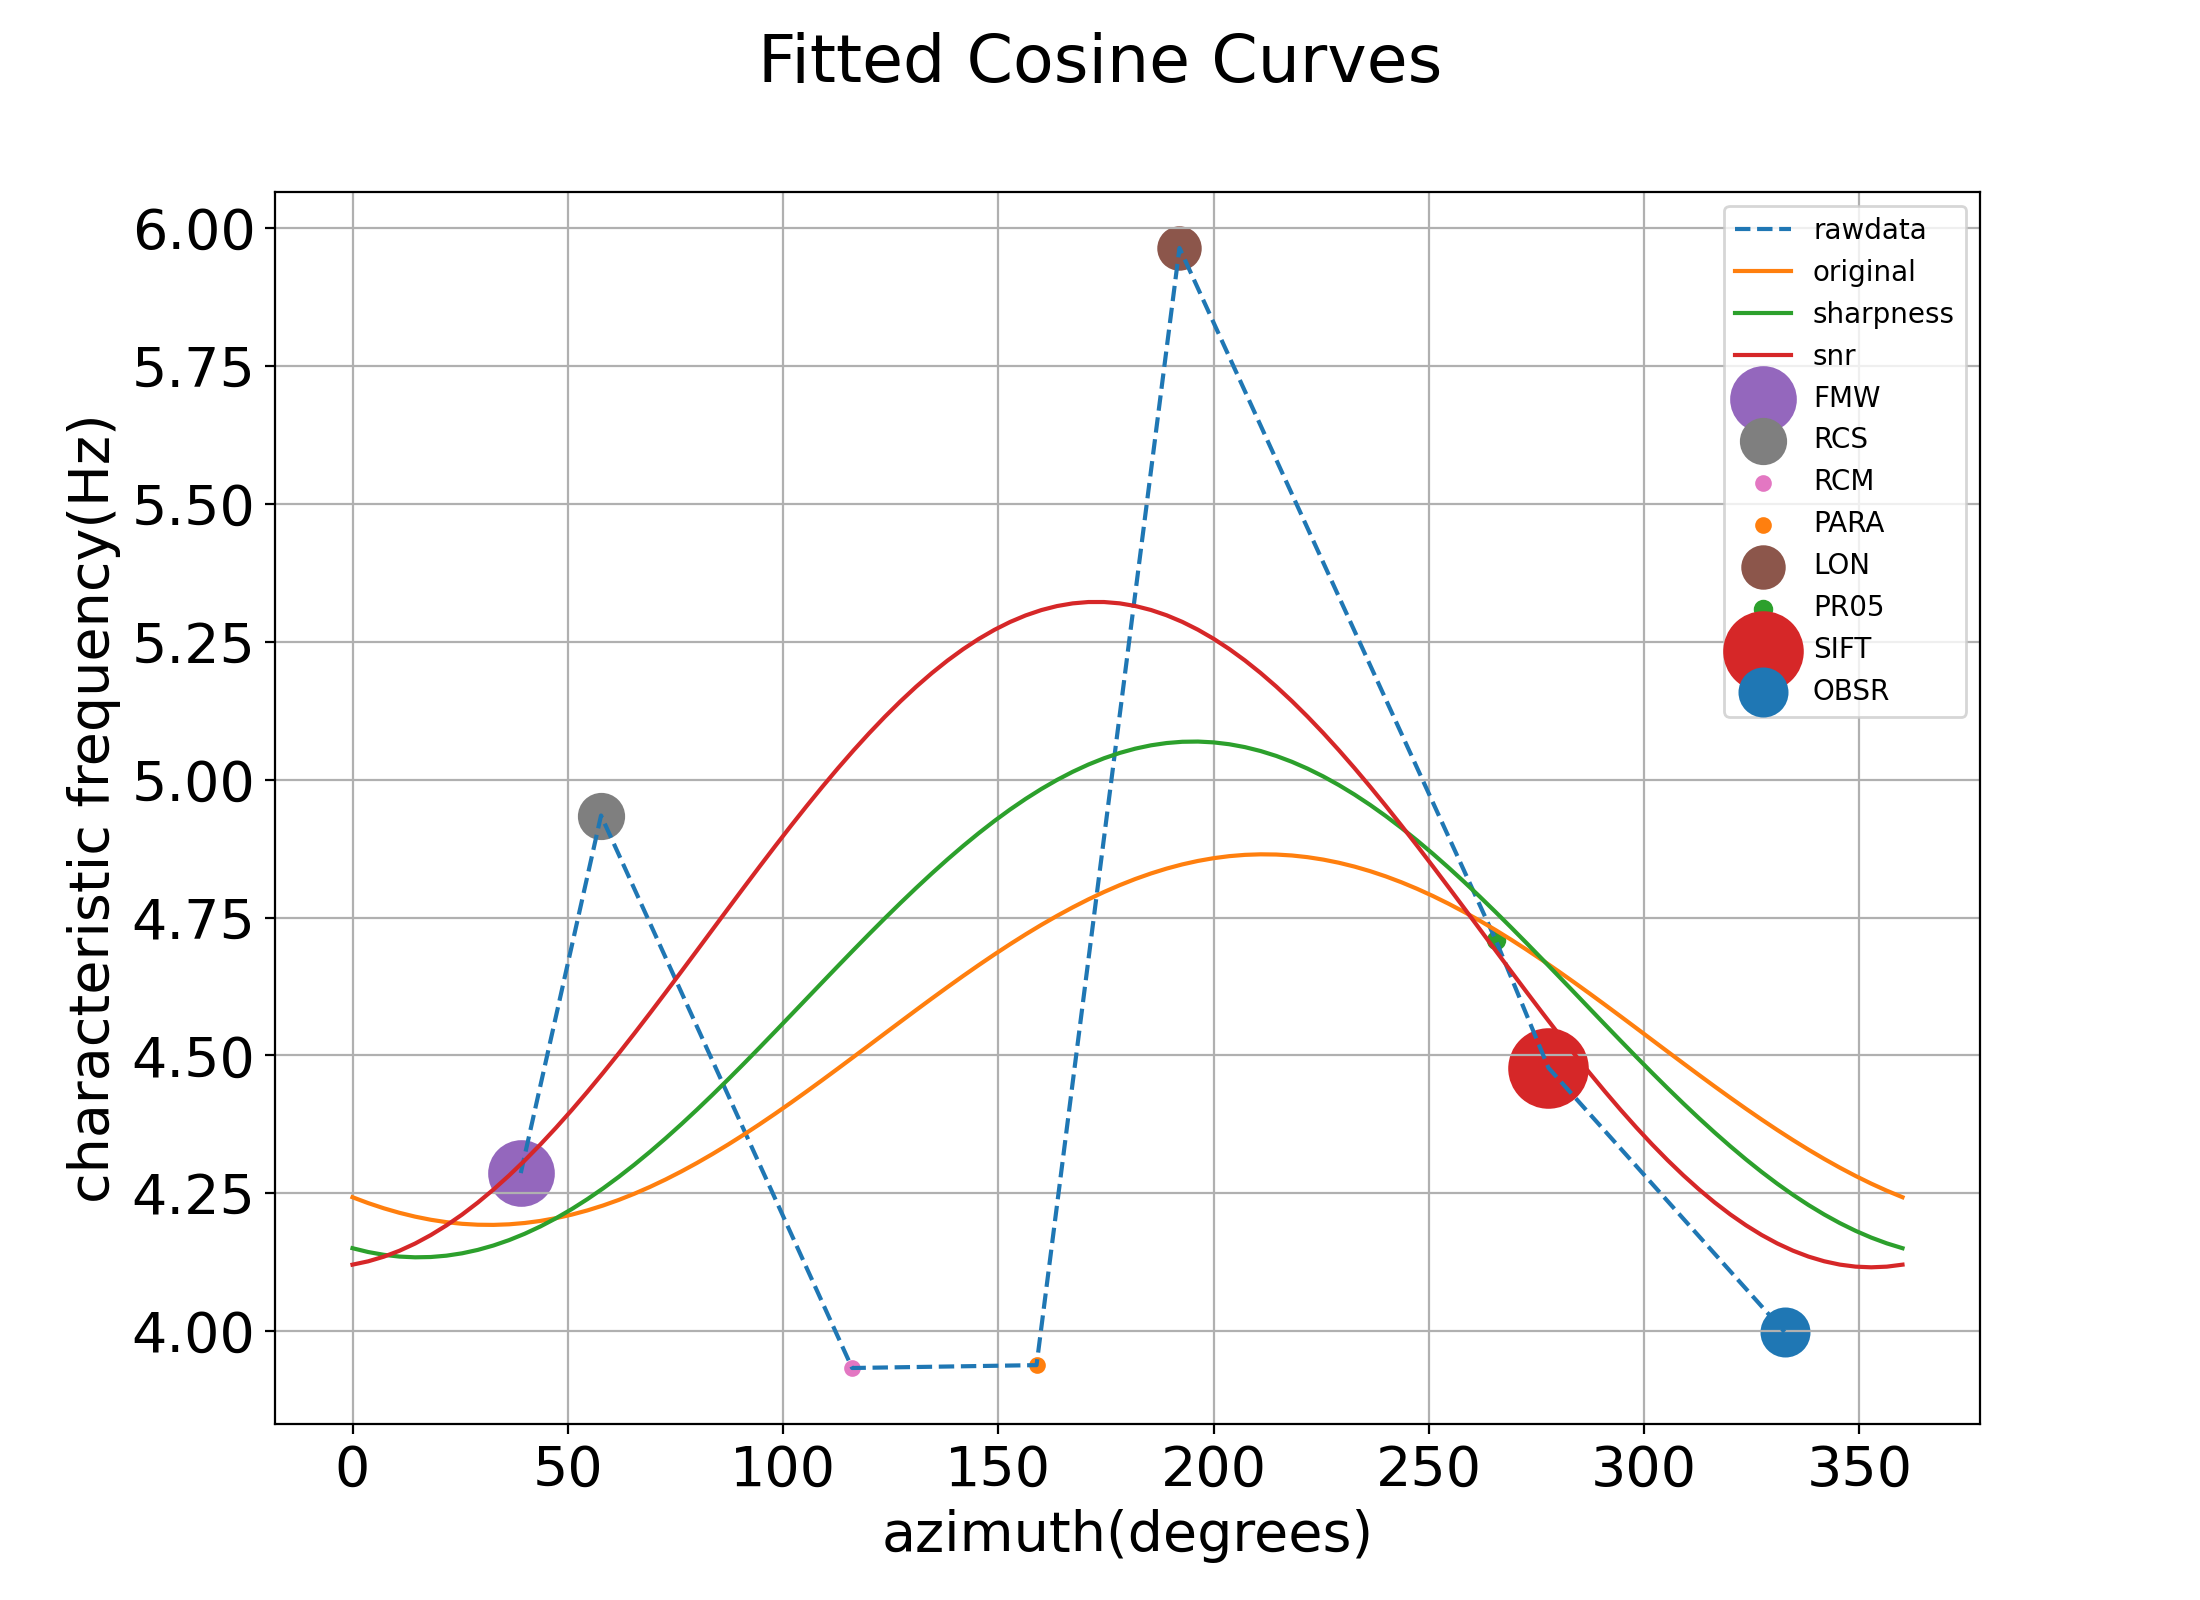 Fitted Cosine Curves
characteristic frequency(Hz)
6.00
5.75
5.50
5.25
5.00
4.75
4.50
4.25
4.00
rawdata
original
sharpness
snr
FMW
RCS
RCM
PARA
LON
PR05
SIFT
OBSR
0 50 100 150 200 250 300 350
azimuth(degrees)